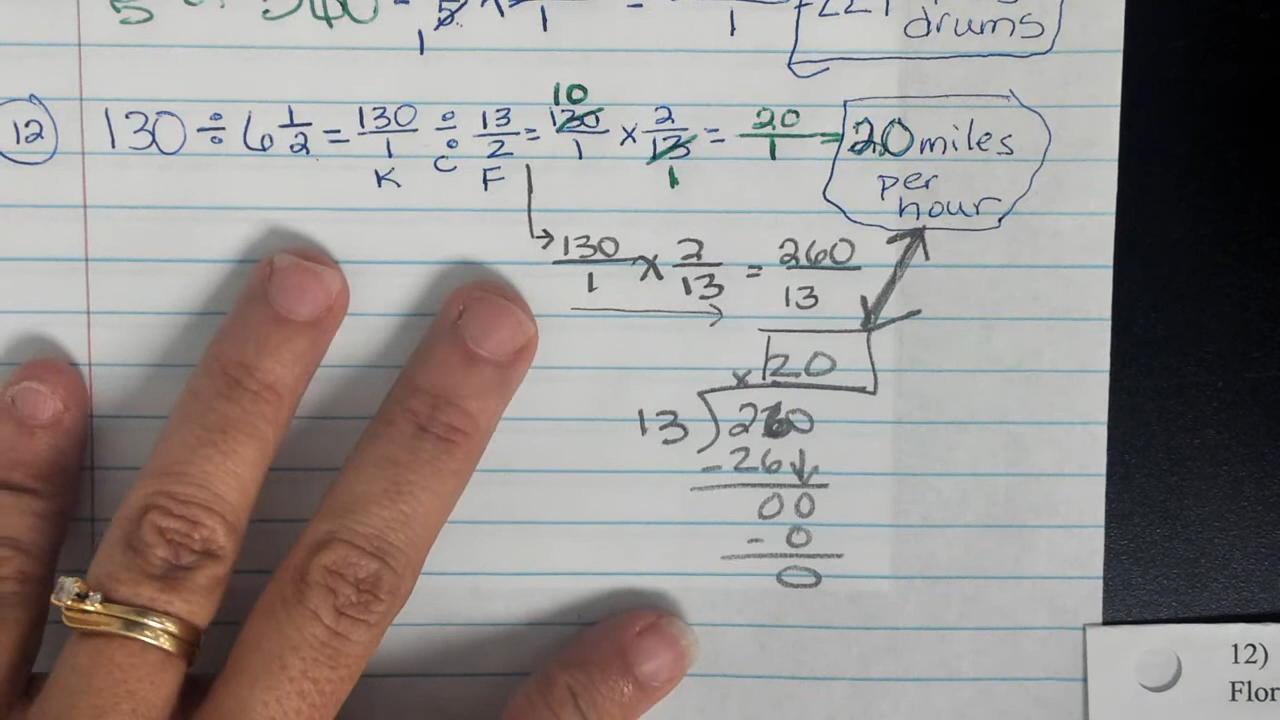 drums
12 130 ÷ 6 1/2 = 130/1 ÷ 13/2 = 130/1 × 2/13 = 20/1 = 20 miles
10
K C F 1 per
hour
130/1 × 2/13 = 260/13
× 20
13 ) 260
- 26 ↓
00
- 0
0
12)
Flor